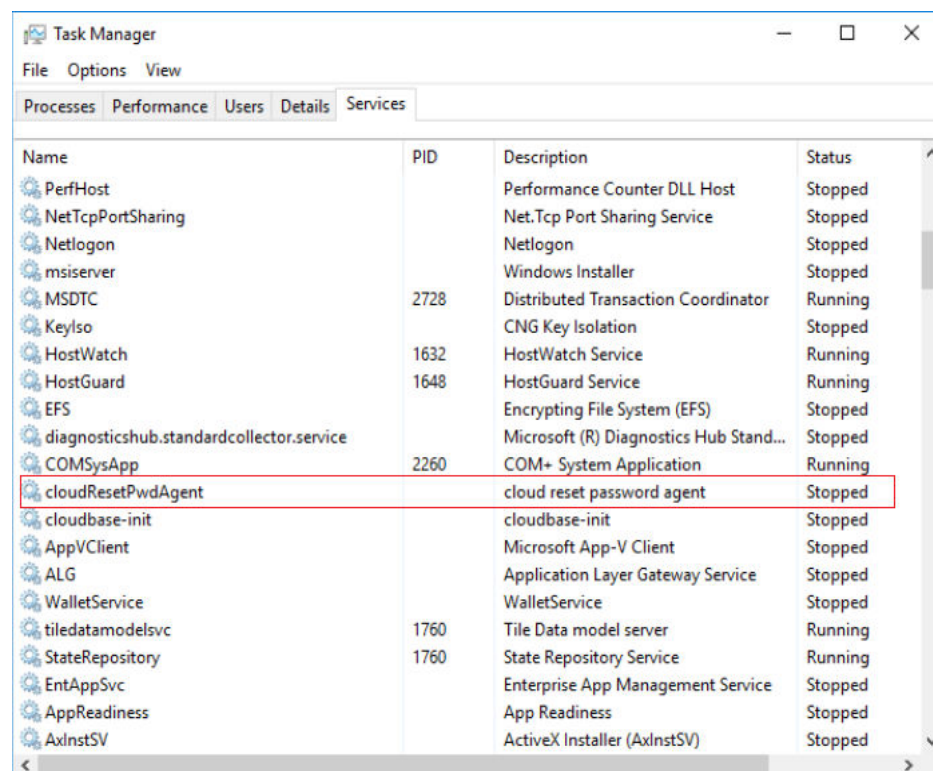 Task Manager
File Options View
Processes Performance Users Details Services
Name PID Description Status
PerfHost Performance Counter DLL Host Stopped
NetTcpPortSharing Net.Tcp Port Sharing Service Stopped
Netlogon Netlogon Stopped
msiserver Windows Installer Stopped
MSDTC 2728 Distributed Transaction Coordinator Running
KeyIso CNG Key Isolation Stopped
HostWatch 1632 HostWatch Service Running
HostGuard 1648 HostGuard Service Running
EFS Encrypting File System (EFS) Stopped
diagnosticshub.standardcollector.service Microsoft (R) Diagnostics Hub Stand... Stopped
COMSysApp 2260 COM+ System Application Running
cloudResetPwdAgent cloud reset password agent Stopped
cloudbase-init cloudbase-init Stopped
AppVClient Microsoft App-V Client Stopped
ALG Application Layer Gateway Service Stopped
WalletService WalletService Stopped
tiledatamodelsvc 1760 Tile Data model server Running
StateRepository 1760 State Repository Service Running
EntAppSvc Enterprise App Management Service Stopped
AppReadiness App Readiness Stopped
AxInstSV ActiveX Installer (AxInstSV) Stopped